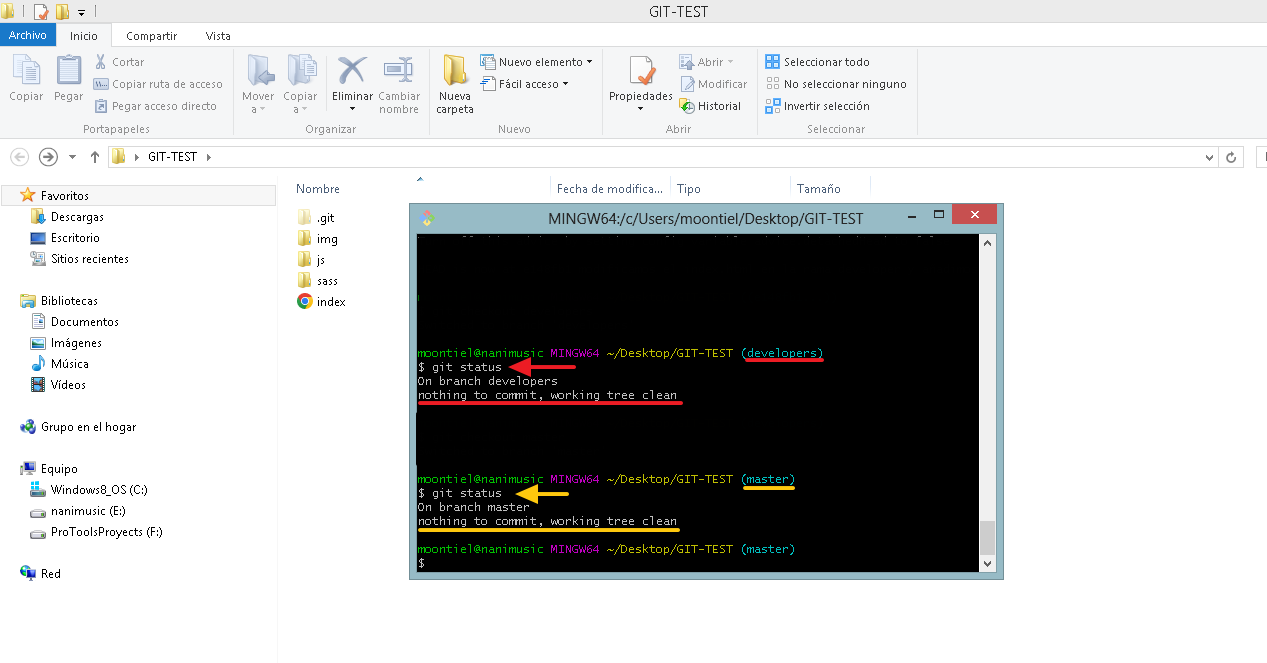 GIT-TEST
Archivo
Inicio
Compartir
Vista
Copiar
Pegar
Cortar
Copiar ruta de acceso
Pegar acceso directo
Portapapeles
Mover a
Copiar a
Eliminar
Cambiar nombre
Organizar
Nueva carpeta
Nuevo elemento
Fácil acceso
Nuevo
Propiedades
Abrir
Modificar
Historial
Abrir
Seleccionar todo
No seleccionar ninguno
Invertir selección
Seleccionar
GIT-TEST
Favoritos
Descargas
Escritorio
Sitios recientes
Bibliotecas
Documentos
Imágenes
Música
Vídeos
Grupo en el hogar
Equipo
Windows8_OS (C:)
nanimusic (E:)
ProToolsProyects (F:)
Red
Nombre
Fecha de modifica...
Tipo
Tamaño
.git
img
js
sass
index
MINGW64:/c/Users/moontiel/Desktop/GIT-TEST
moontiel@nanimusic MINGW64 ~/Desktop/GIT-TEST (developers)
$ git status
On branch developers
nothing to commit, working tree clean
moontiel@nanimusic MINGW64 ~/Desktop/GIT-TEST (master)
$ git status
On branch master
nothing to commit, working tree clean
moontiel@nanimusic MINGW64 ~/Desktop/GIT-TEST (master)
$